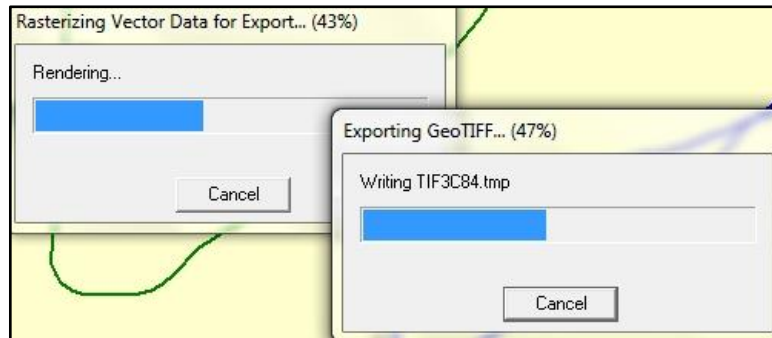 Rasterizing Vector Data for Export... (43%)
Rendering...
Cancel
Exporting GeoTIFF... (47%)
Writing TIF3C84.tmp
Cancel